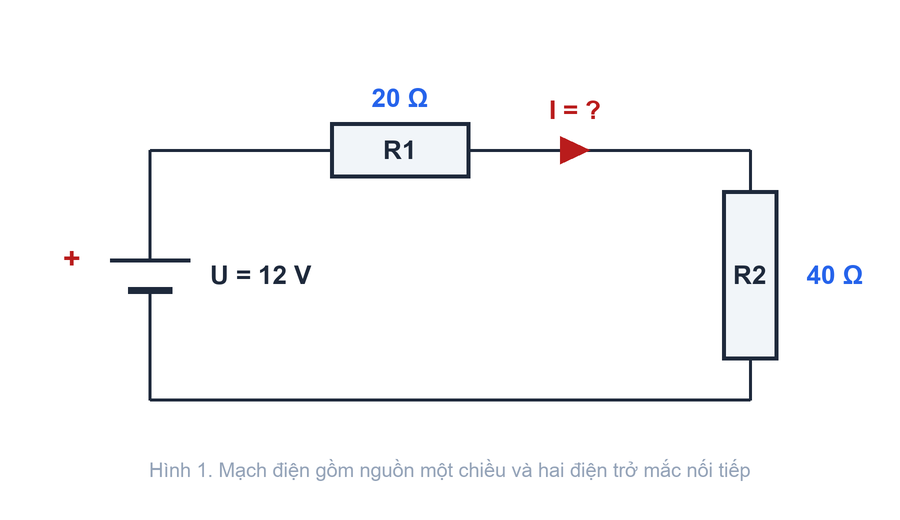 20 Ω
I = ?
R1
+
U = 12 V
R2
40 Ω
Hình 1. Mạch điện gồm nguồn một chiều và hai điện trở mắc nối tiếp